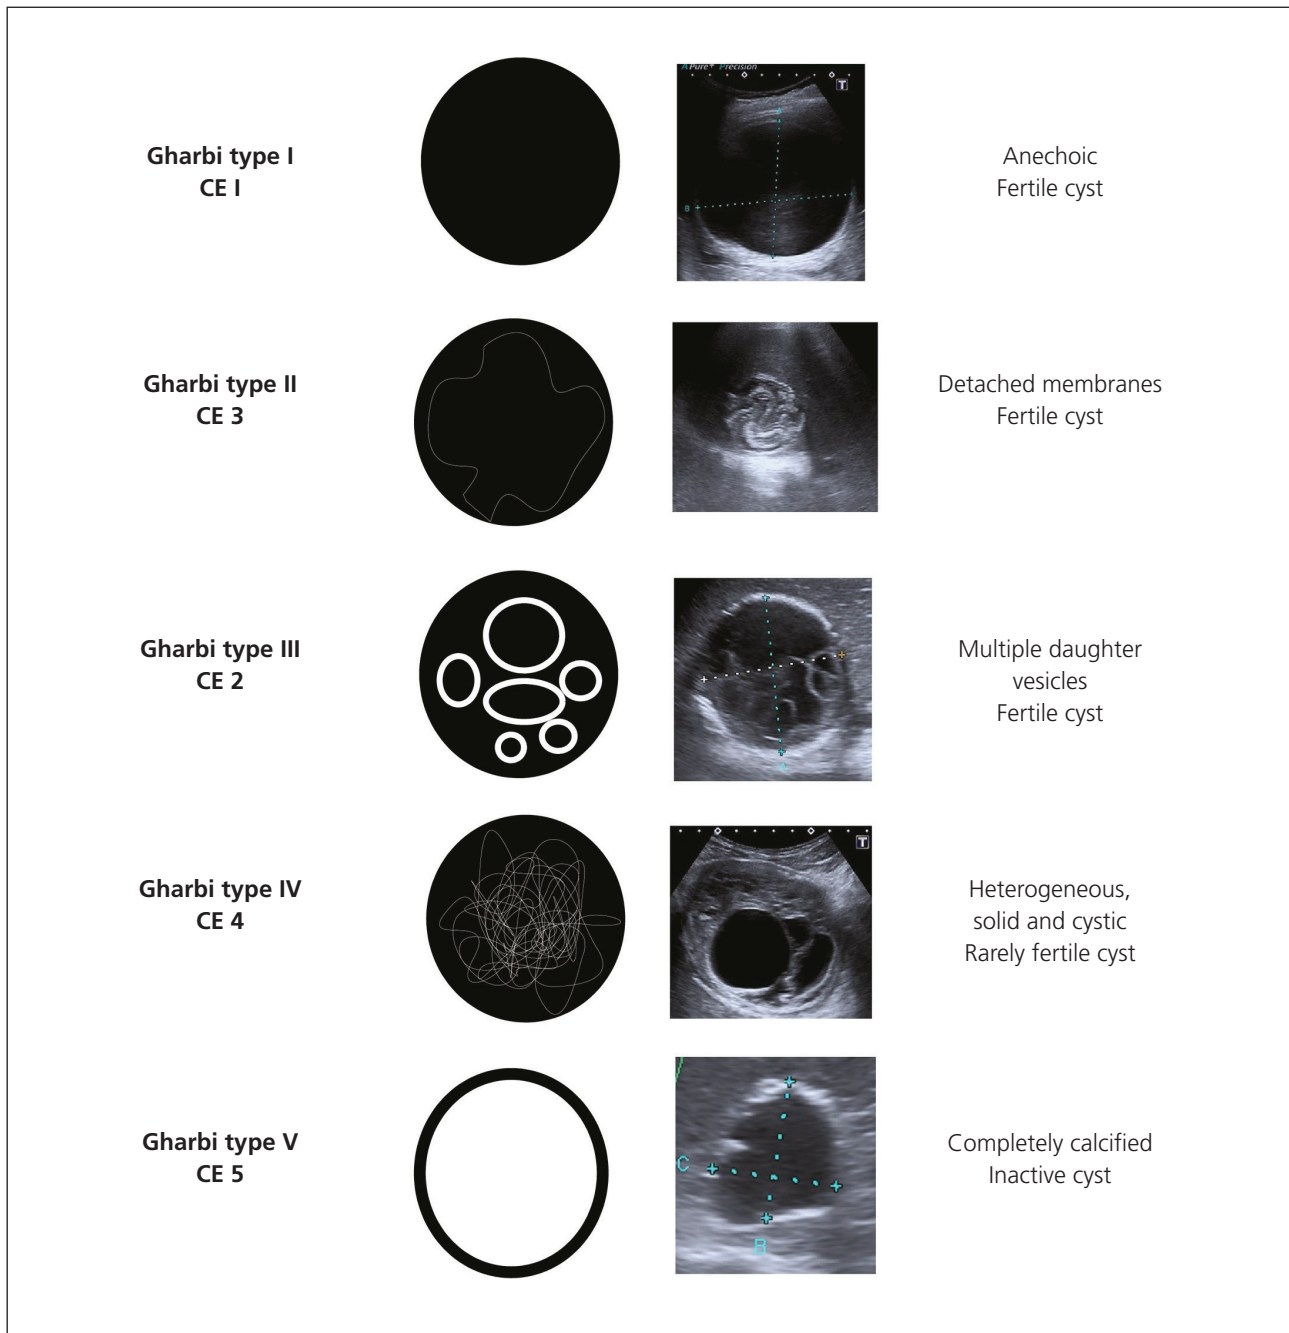 APure+ Precision
T
Gharbi type I
CE I
A
B
Anechoic
Fertile cyst
Gharbi type II
CE 3
Detached membranes
Fertile cyst
Gharbi type III
CE 2
Multiple daughter
vesicles
Fertile cyst
T
Gharbi type IV
CE 4
Heterogeneous,
solid and cystic
Rarely fertile cyst
Gharbi type V
CE 5
C
B
Completely calcified
Inactive cyst